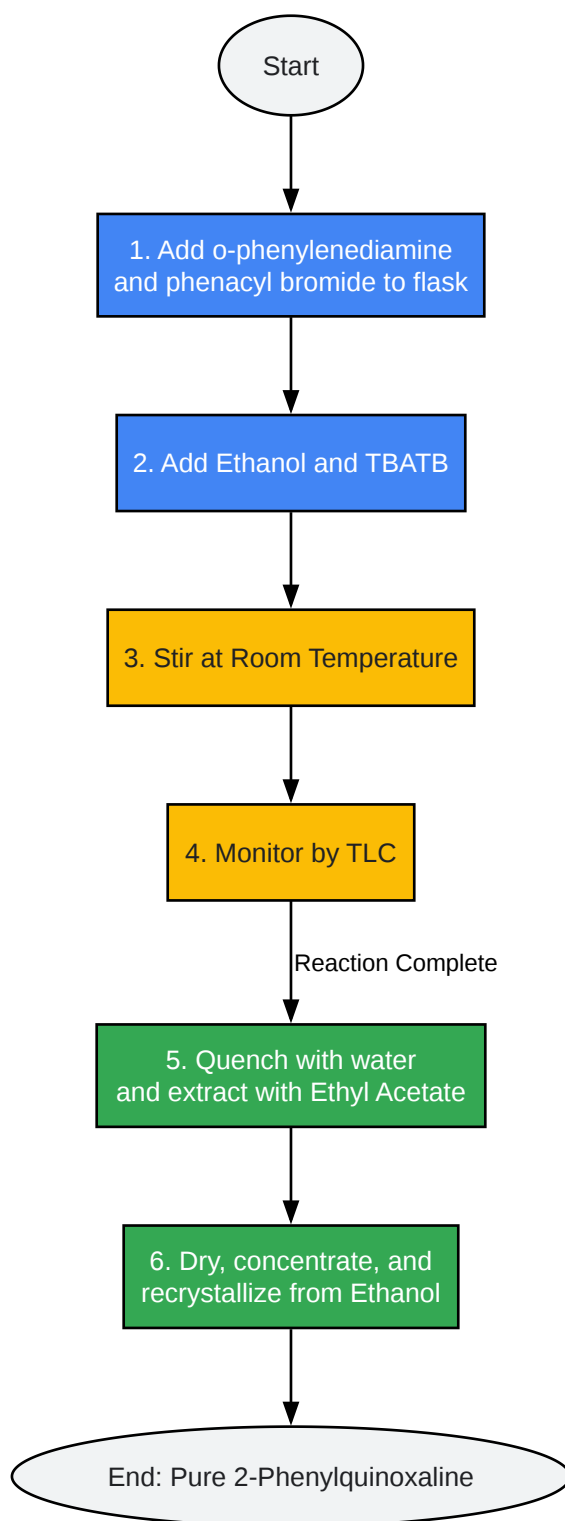 Start
1. Add o-phenylenediamine
and phenacyl bromide to flask
2. Add Ethanol and TBATB
3. Stir at Room Temperature
4. Monitor by TLC
Reaction Complete
5. Quench with water
and extract with Ethyl Acetate
6. Dry, concentrate, and
recrystallize from Ethanol
End: Pure 2-Phenylquinoxaline